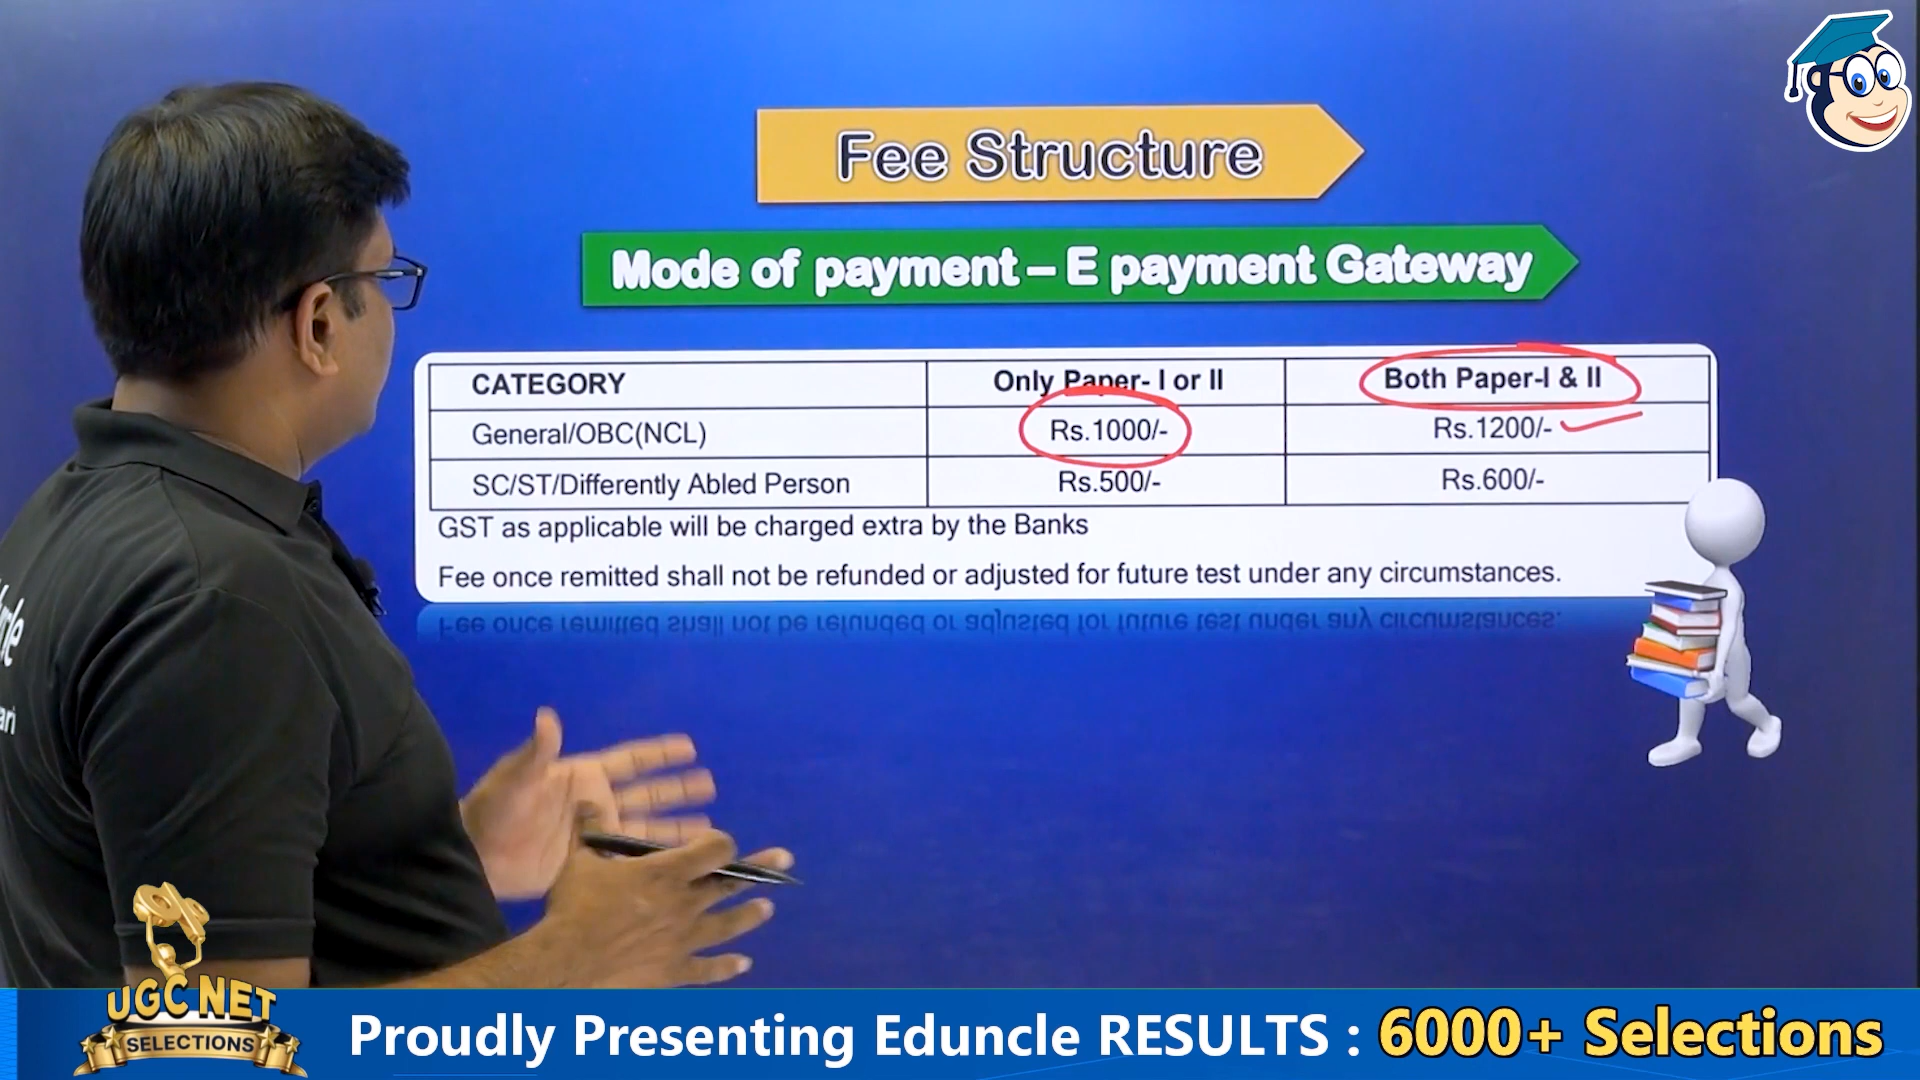 Fee Structure
Mode of payment – E payment Gateway
CATEGORY Only Paper- I or II Both Paper-I & II
General/OBC(NCL) Rs.1000/- Rs.1200/-
SC/ST/Differently Abled Person Rs.500/- Rs.600/-
GST as applicable will be charged extra by the Banks
Fee once remitted shall not be refunded or adjusted for future test under any circumstances.
UGC NET
SELECTIONS
Proudly Presenting Eduncle RESULTS : 6000+ Selections